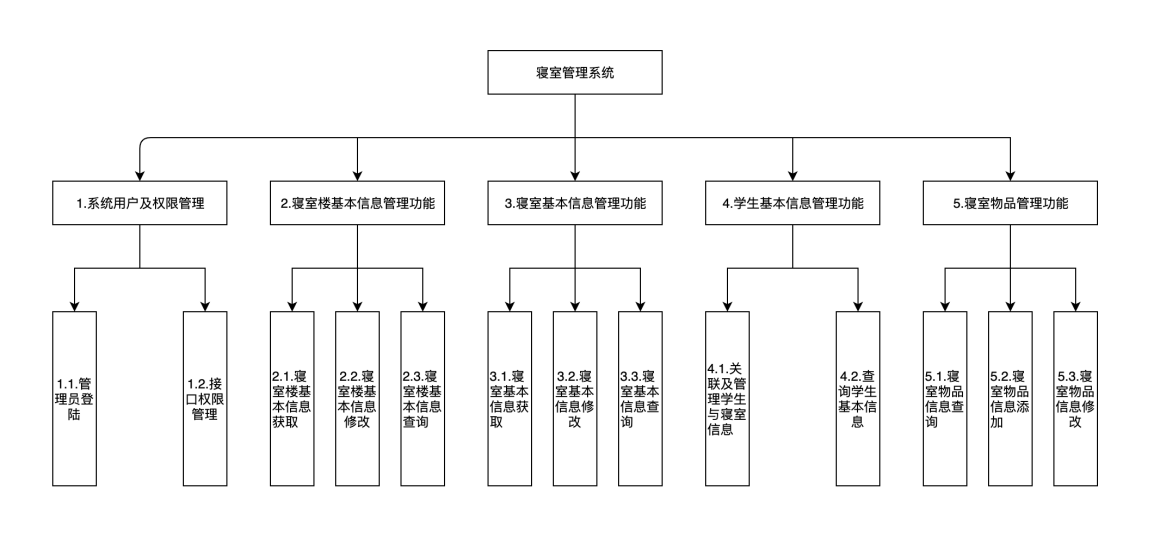 寝室管理系统
1.系统用户及权限管理
2.寝室楼基本信息管理功能
3.寝室基本信息管理功能
4.学生基本信息管理功能
5.寝室物品管理功能
1.1.管
理员登
陆
1.2.接
口权限
管理
2.1.寝
室楼基
本信息
获取
2.2.寝
室楼基
本信息
修改
2.3.寝
室楼基
本信息
查询
3.1.寝
室基本
信息获
取
3.2.寝
室基本
信息修
改
3.3.寝
室基本
信息查
询
4.1.关
联及管
理学生
与寝室
信息
4.2.查
询学生
基本信
息
5.1.寝
室物品
信息查
询
5.2.寝
室物品
信息添
加
5.3.寝
室物品
信息修
改